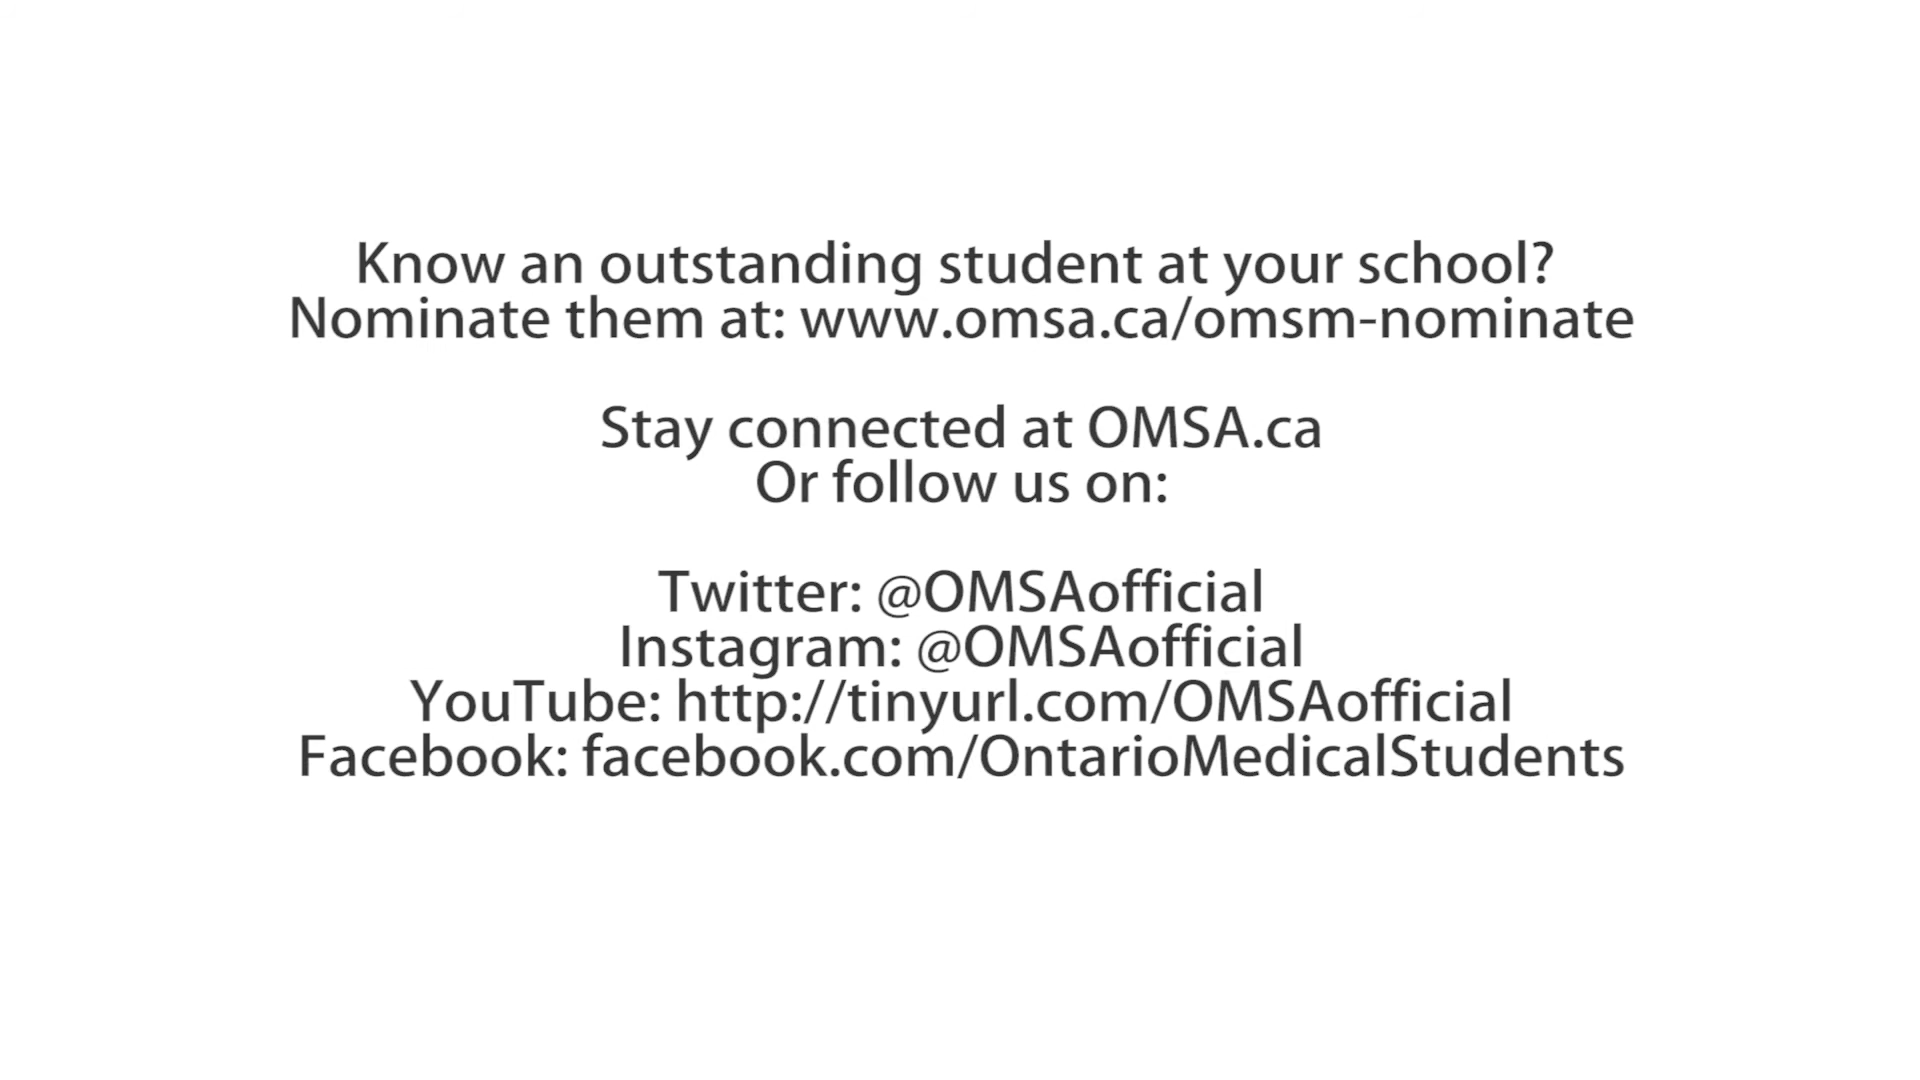 Know an outstanding student at your school?
Nominate them at: www.omsa.ca/omsm-nominate
Stay connected at OMSA.ca
Or follow us on:
Twitter: @OMSAofficial
Instagram: @OMSAofficial
YouTube: http://tinyurl.com/OMSAofficial
Facebook: facebook.com/OntarioMedicalStudents